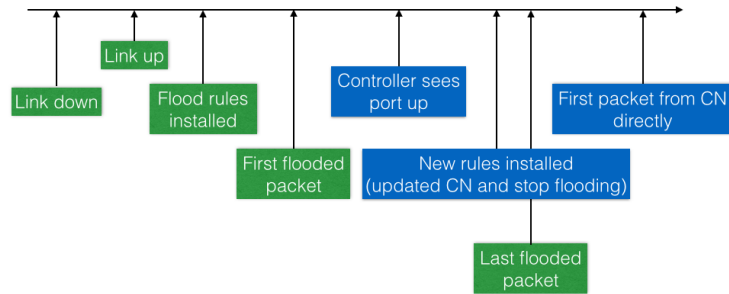 Link down
Link up
Flood rules
installed
First flooded
packet
Controller sees
port up
New rules installed
(updated CN and stop flooding)
Last flooded
packet
First packet from CN
directly